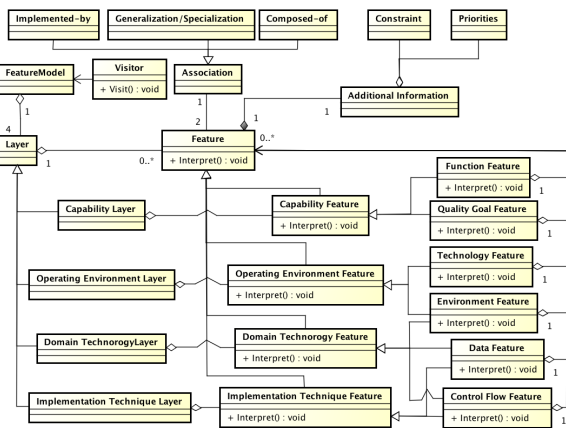 Implemented-by
Generalization/Specialization
Composed-of
Constraint
Priorities
FeatureModel
Visitor
+ Visit() : void
Association
Additional Information
1
4
1
2
1
1
Layer
1
0..*
Feature
+ Interpret() : void
0..*
Function Feature
+ Interpret() : void
1
Capability Layer
Capability Feature
+ Interpret() : void
Quality Goal Feature
+ Interpret() : void
1
Technology Feature
+ Interpret() : void
1
Operating Environment Layer
Operating Environment Feature
+ Interpret() : void
Environment Feature
+ Interpret() : void
1
Domain TechnorogyLayer
Domain Technorogy Feature
+ Interpret() : void
Data Feature
+ Interpret() : void
1
Implementation Technique Layer
Implementation Technique Feature
+ Interpret() : void
Control Flow Feature
+ Interpret() : void
1